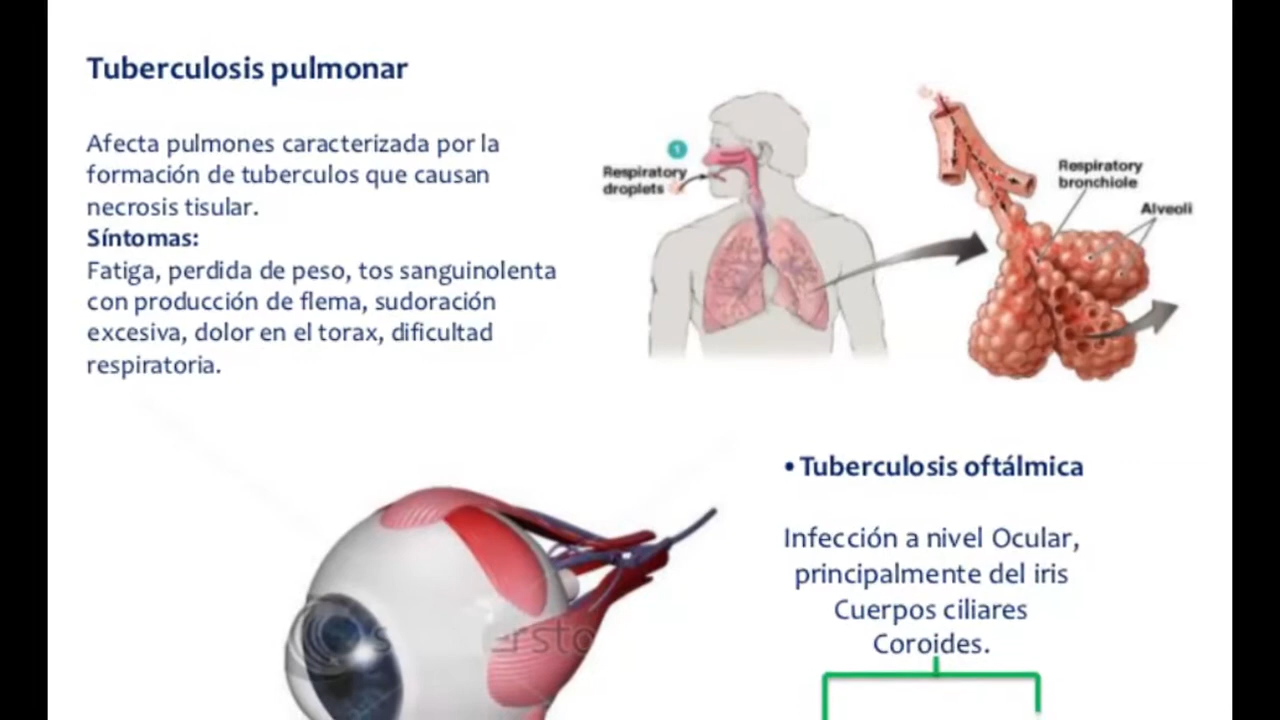 Tuberculosis pulmonar
Afecta pulmones caracterizada por la
formación de tuberculos que causan
necrosis tisular.
Síntomas:
Fatiga, perdida de peso, tos sanguinolenta
con producción de flema, sudoración
excesiva, dolor en el torax, dificultad
respiratoria.
1
Respiratory
droplets
Respiratory
bronchiole
Alveoli
• Tuberculosis oftálmica
Infección a nivel Ocular,
principalmente del iris
Cuerpos ciliares
Coroides.